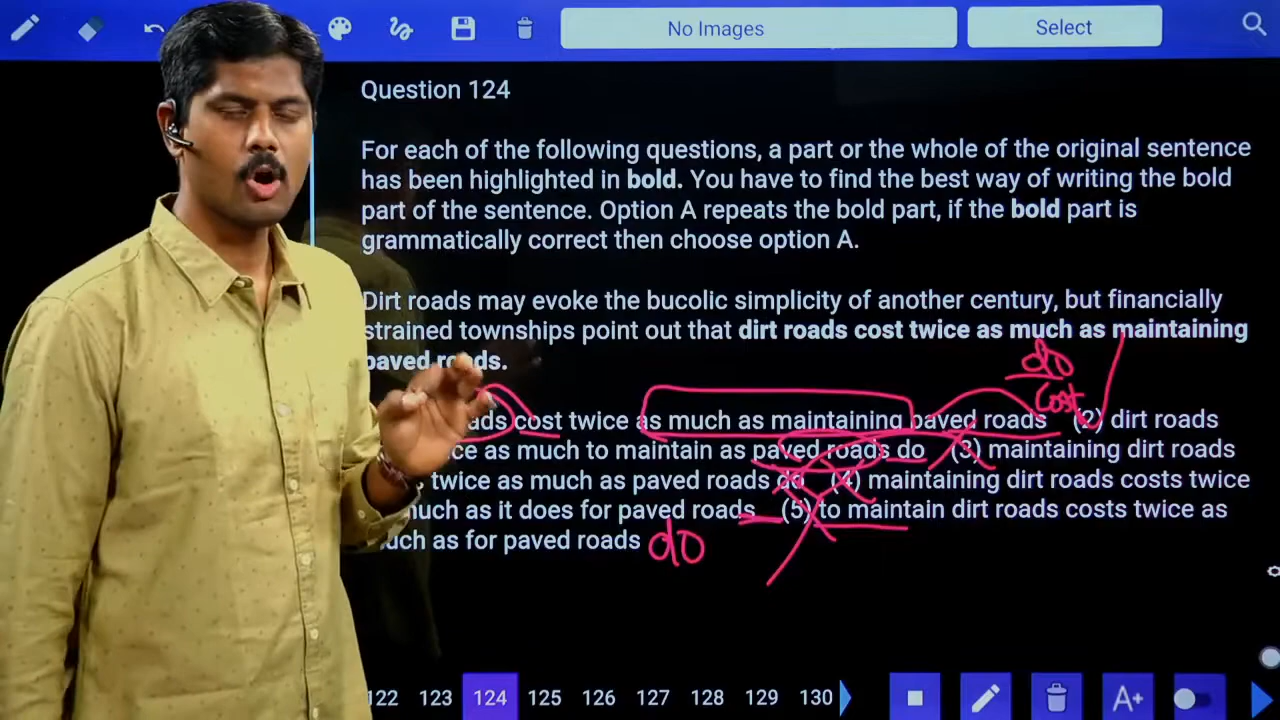 No Images
Select
Question 124
For each of the following questions, a part or the whole of the original sentence
has been highlighted in bold. You have to find the best way of writing the bold
part of the sentence. Option A repeats the bold part, if the bold part is
grammatically correct then choose option A.
Dirt roads may evoke the bucolic simplicity of another century, but financially
strained townships point out that dirt roads cost twice as much as maintaining
paved roads.
do
cost
ads cost twice as much as maintaining paved roads (2) dirt roads
ce as much to maintain as paved roads do (3) maintaining dirt roads
twice as much as paved roads do (4) maintaining dirt roads costs twice
much as it does for paved roads (5) to maintain dirt roads costs twice as
uch as for paved roads do
122 123 124 125 126 127 128 129 130
A+